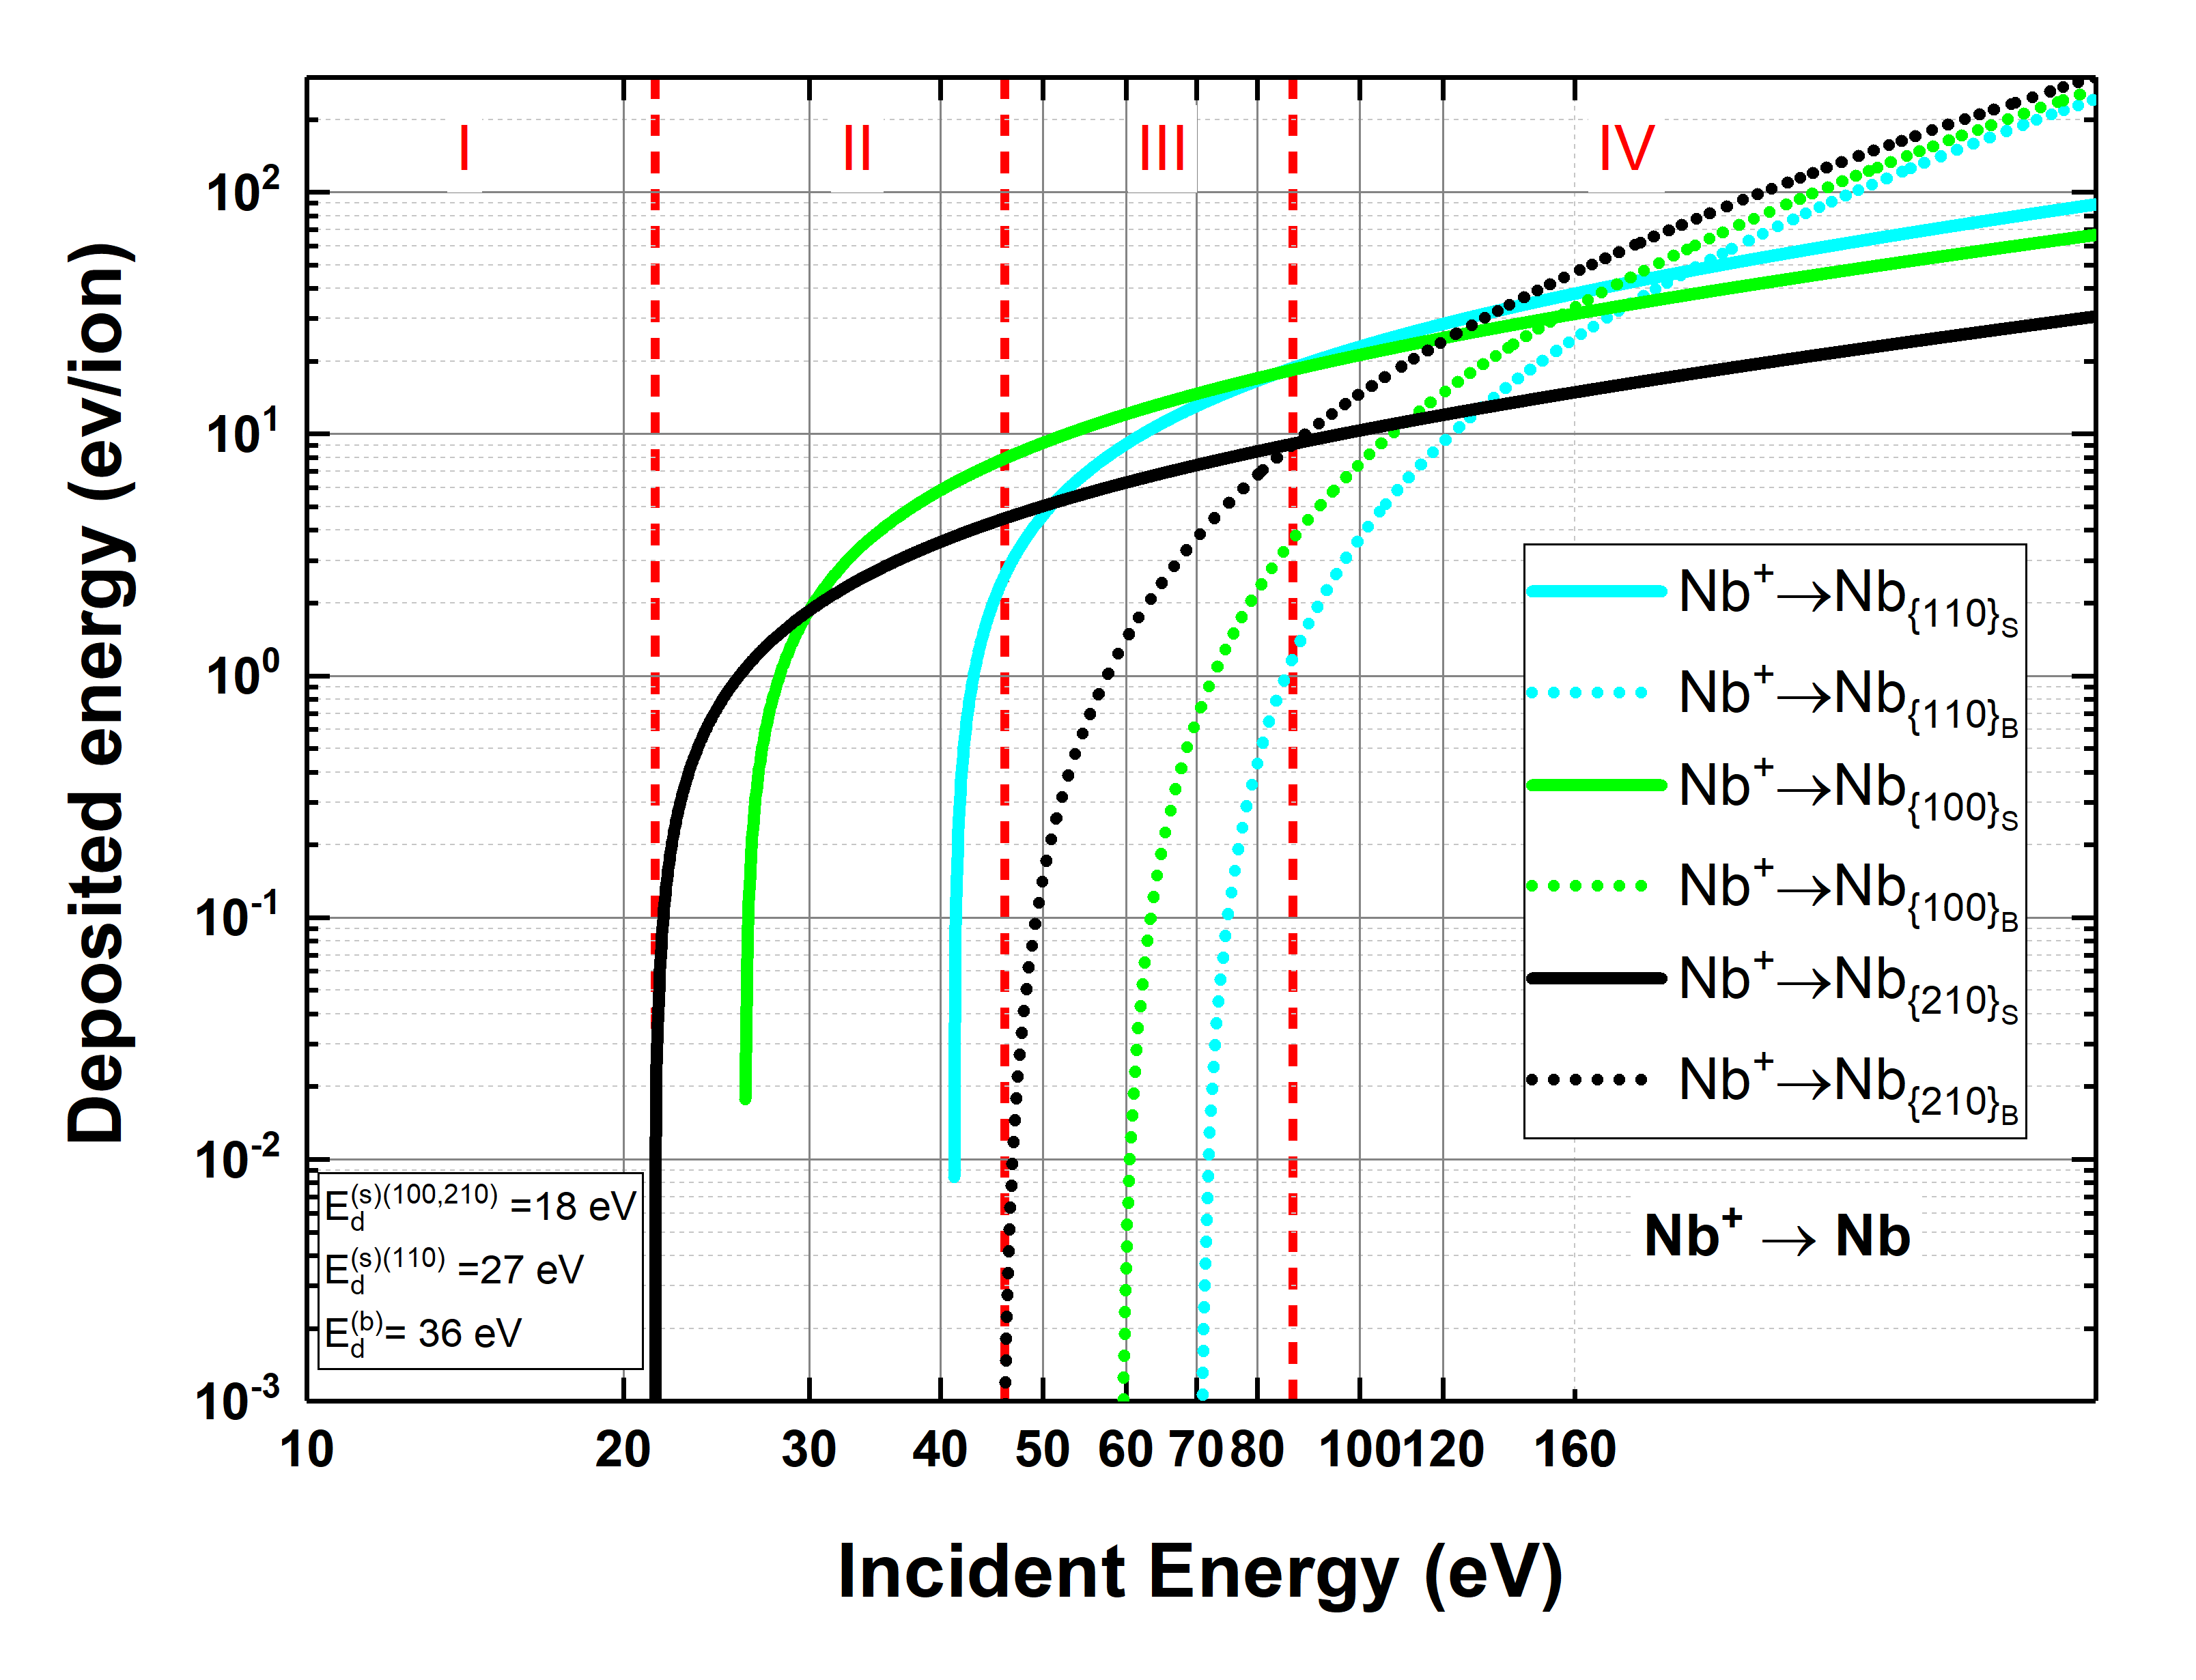 Deposited energy (ev/ion)
10²
10¹
10⁰
10⁻¹
10⁻²
10⁻³
I
II
III
IV
Nb⁺→Nb{110}S
Nb⁺→Nb{110}B
Nb⁺→Nb{100}S
Nb⁺→Nb{100}B
Nb⁺→Nb{210}S
Nb⁺→Nb{210}B
Nb⁺ → Nb
E_d^(s)(100,210) =18 eV
E_d^(s)(110) =27 eV
E_d^(b)= 36 eV
10 20 30 40 50 60 70 80 100 120 160
Incident Energy (eV)